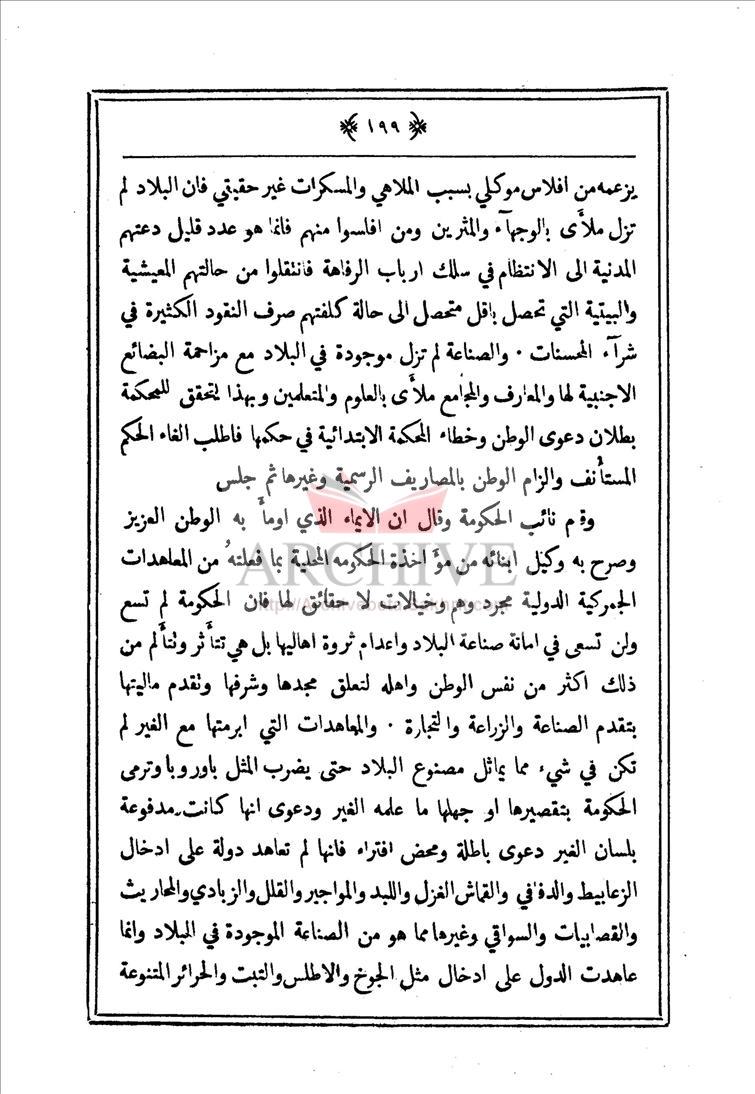 ﴿ ١٩٩ ﴾
يزعمه من افلاس موكلي بسبب الملاهي والمسكرات غير حقيقي فان البلاد لم
تزل ملأى بالوجهآء والمثرين ومن افلسوا منهم فانما هو عدد قليل دعتهم
المدنية الى الانتظام في سلك ارباب الرفاهة فانتقلوا من حالتهم المعيشية
والبيتية التي تحصل باقل متحصل الى حالة كلفتهم صرف النقود الكثيرة في
شرآء المحسنات . والصناعة لم تزل موجودة في البلاد مع مزاحمة البضائع
الاجنبية لها والمعارف والمجامع ملأى بالعلوم والمتعلمين وبهذا يتحقق للمحكمة
بطلان دعوى الوطن وخطاء المحكمة الابتدائية في حكمها فاطلب الغاء الحكم
المستأنف والزام الوطن بالمصاريف الرسمية وغيرها ثم جلس
وقام نائب الحكومة وقال ان الايماء الذي اومأ به الوطن العزيز
وصرح به وكيل ابنائه من مؤاخذة الحكومه المحلية بما فعلته من المعاهدات
الجمركية الدولية مجرد وهم وخيالات لا حقائق لها فان الحكومة لم تسع
ولن تسعى في اماتة صناعة البلاد واعدام ثروة اهاليها بل هي تتأثر وتتألم من
ذلك اكثر من نفس الوطن واهله لتعلق مجدها وشرفها وتقدم ماليتها
بتقدم الصناعة والزراعة والتجارة . والمعاهدات التي ابرمتها مع الغير لم
تكن في شيء مما يماثل مصنوع البلاد حتى يضرب المثل باوروبا وترمى
الحكومة بتقصيرها او جهلها ما علمه الغير ودعوى انها كانت مدفوعة
بلسان الغير دعوى باطلة ومحض افتراء فانها لم تعاهد دولة على ادخال
الزعابيط والدفافي والقماش الغزل واللبد والمواجير والقلل والزبادي والمحاريث
والقصابيات والسواقي وغيرها مما هو من الصناعة الموجودة في البلاد وانما
عاهدت الدول على ادخال مثل الجوخ والاطلس والتبت والحرائر المتنوعة
ARCHIVE